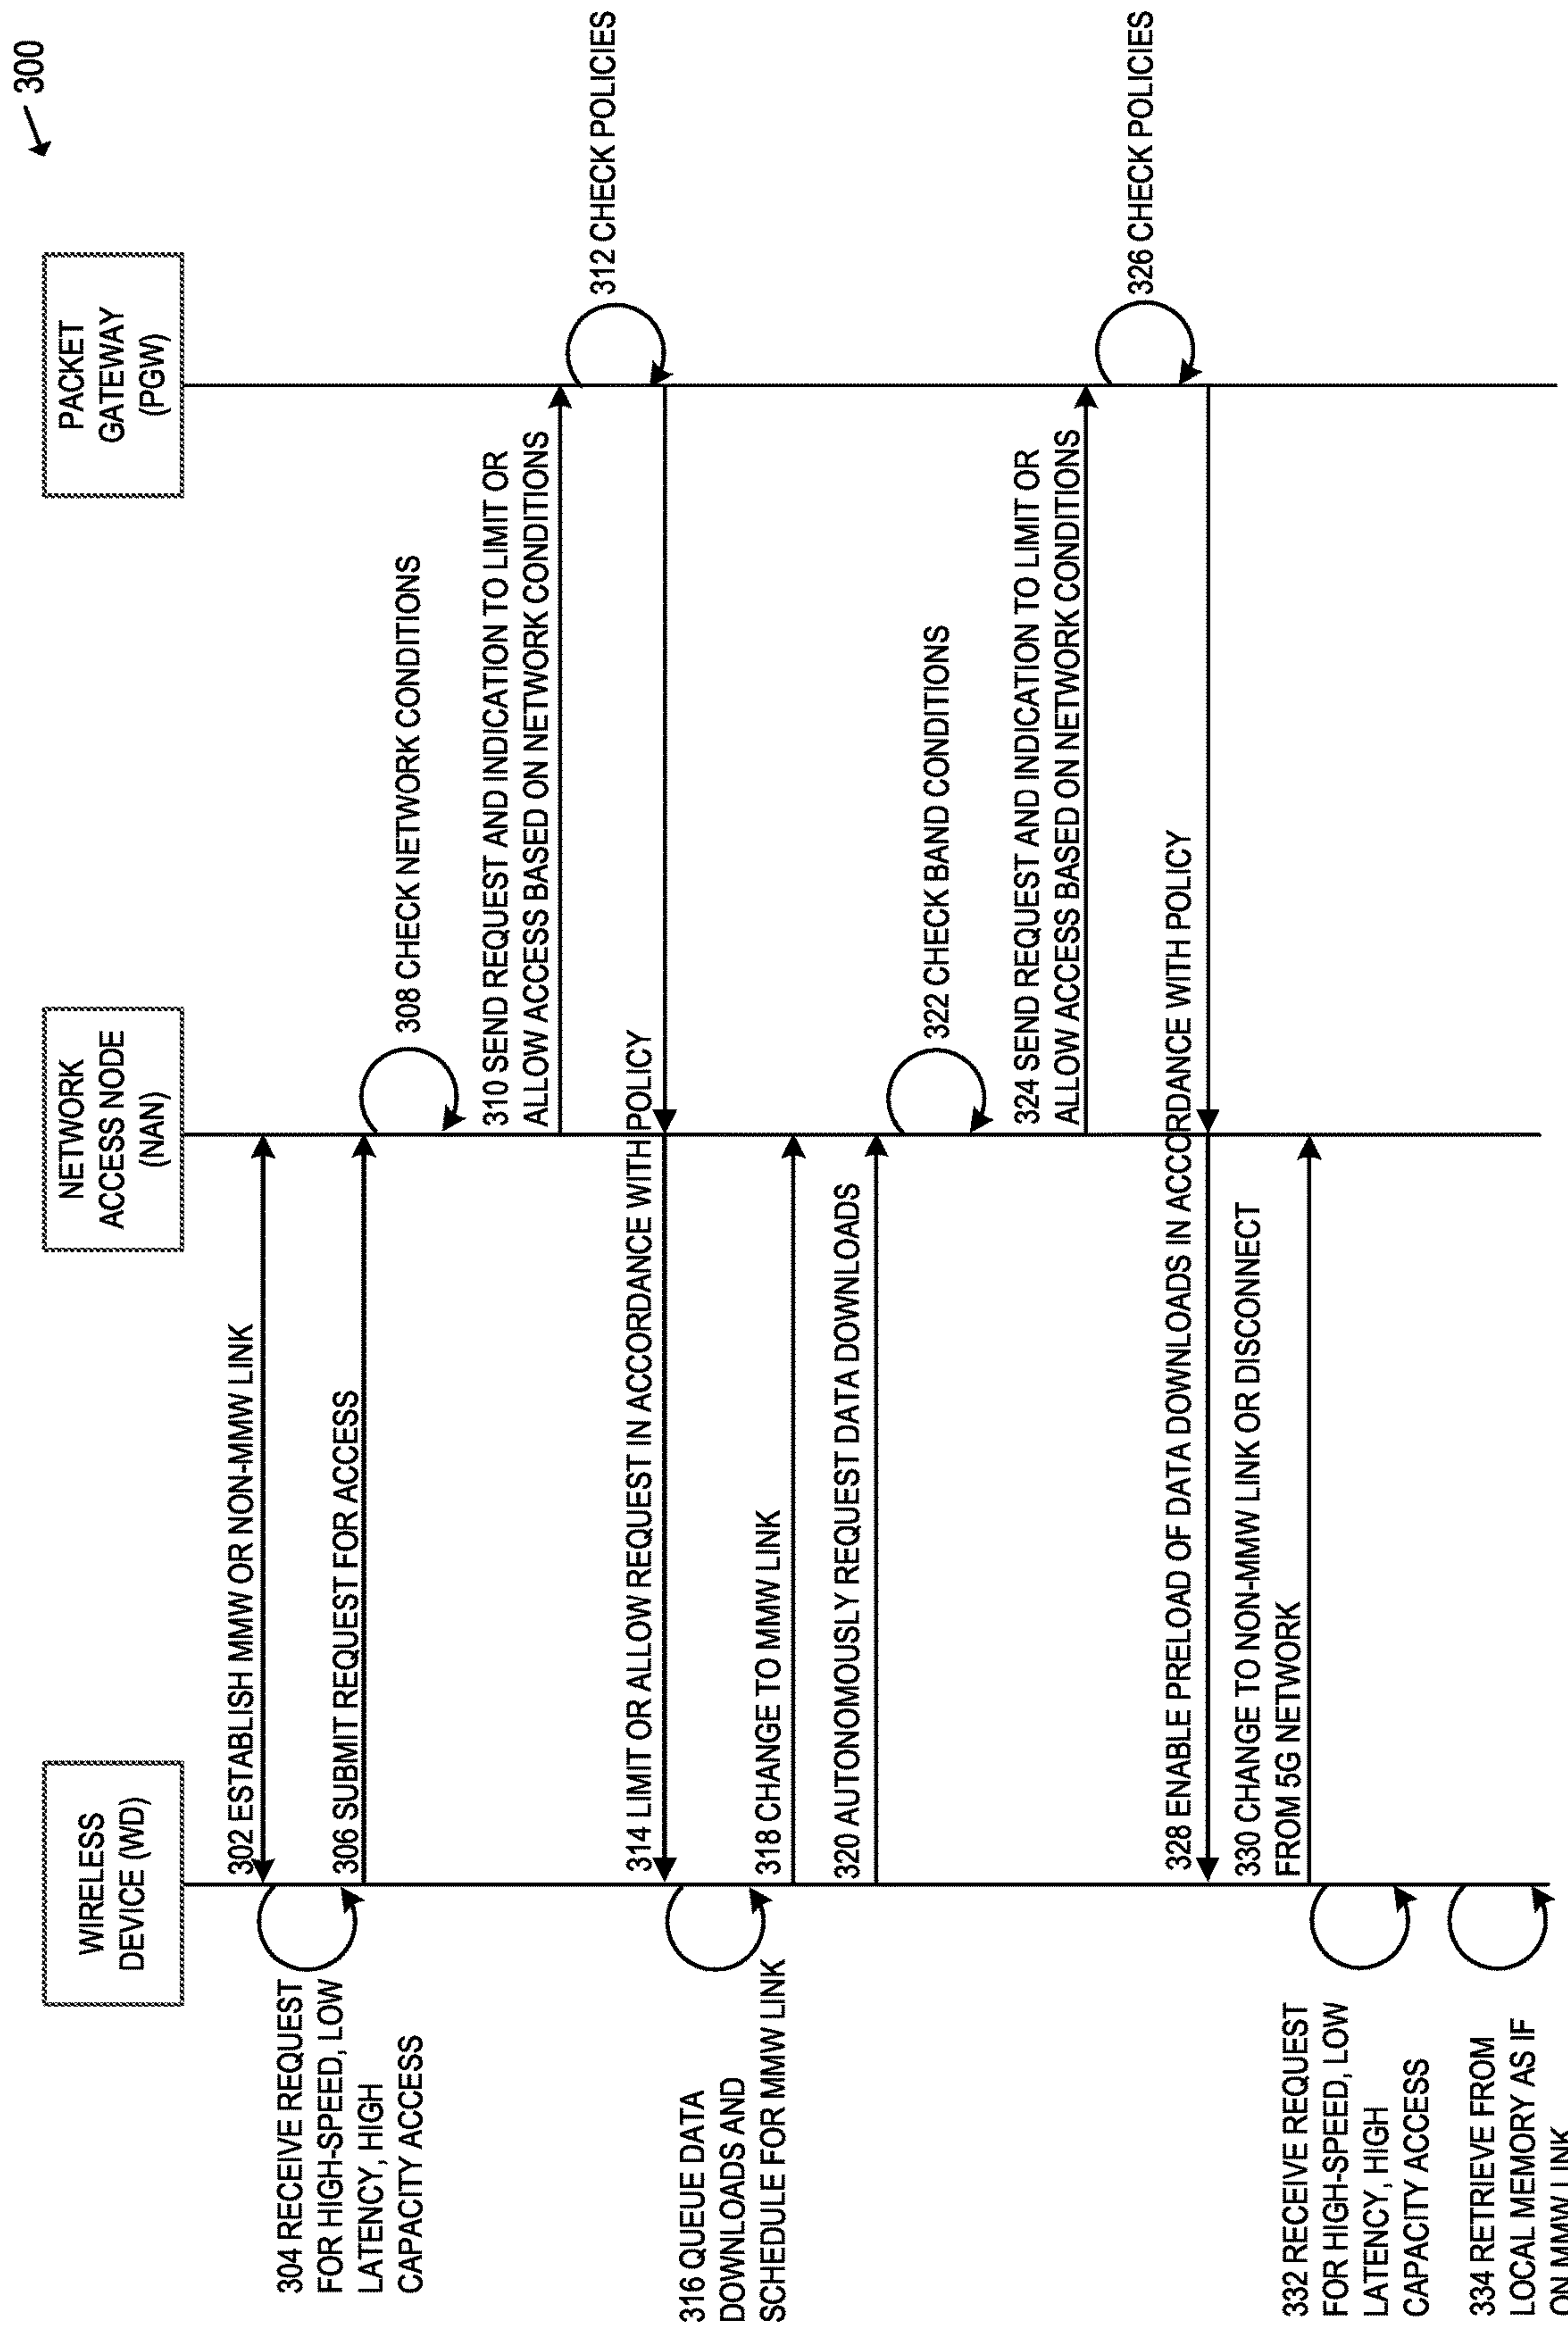 300
WIRELESS
DEVICE (WD)
NETWORK
ACCESS NODE
(NAN)
PACKET
GATEWAY
(PGW)
302 ESTABLISH MMW OR NON-MMW LINK
304 RECEIVE REQUEST
FOR HIGH-SPEED, LOW
LATENCY, HIGH
CAPACITY ACCESS
306 SUBMIT REQUEST FOR ACCESS
308 CHECK NETWORK CONDITIONS
310 SEND REQUEST AND INDICATION TO LIMIT OR
ALLOW ACCESS BASED ON NETWORK CONDITIONS
312 CHECK POLICIES
314 LIMIT OR ALLOW REQUEST IN ACCORDANCE WITH POLICY
316 QUEUE DATA
DOWNLOADS AND
SCHEDULE FOR MMW LINK
318 CHANGE TO MMW LINK
320 AUTONOMOUSLY REQUEST DATA DOWNLOADS
322 CHECK BAND CONDITIONS
324 SEND REQUEST AND INDICATION TO LIMIT OR
ALLOW ACCESS BASED ON NETWORK CONDITIONS
326 CHECK POLICIES
328 ENABLE PRELOAD OF DATA DOWNLOADS IN ACCORDANCE WITH POLICY
330 CHANGE TO NON-MMW LINK OR DISCONNECT
FROM 5G NETWORK
332 RECEIVE REQUEST
FOR HIGH-SPEED, LOW
LATENCY, HIGH
CAPACITY ACCESS
334 RETRIEVE FROM
LOCAL MEMORY AS IF
ON MMW LINK